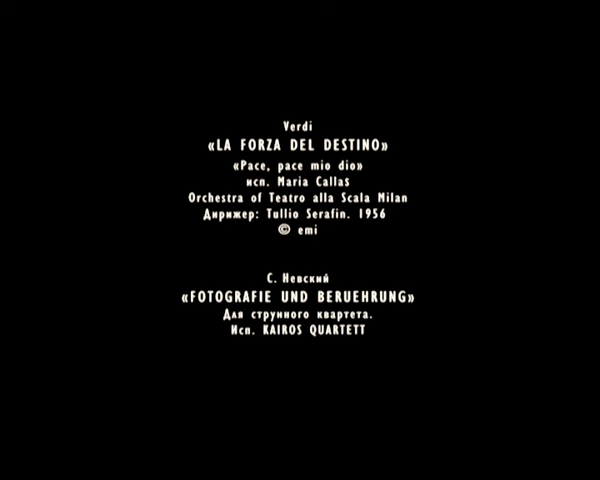 Verdi
«LA FORZA DEL DESTINO»
«Pace, pace mio dio»
исп. Maria Callas
Orchestra of Teatro alla Scala Milan
Дирижер: Tullio Serafin. 1956
© emi
С. Невский
«FOTOGRAFIE UND BERUEHRUNG»
Для струнного квартета.
Исп. KAIROS QUARTETT